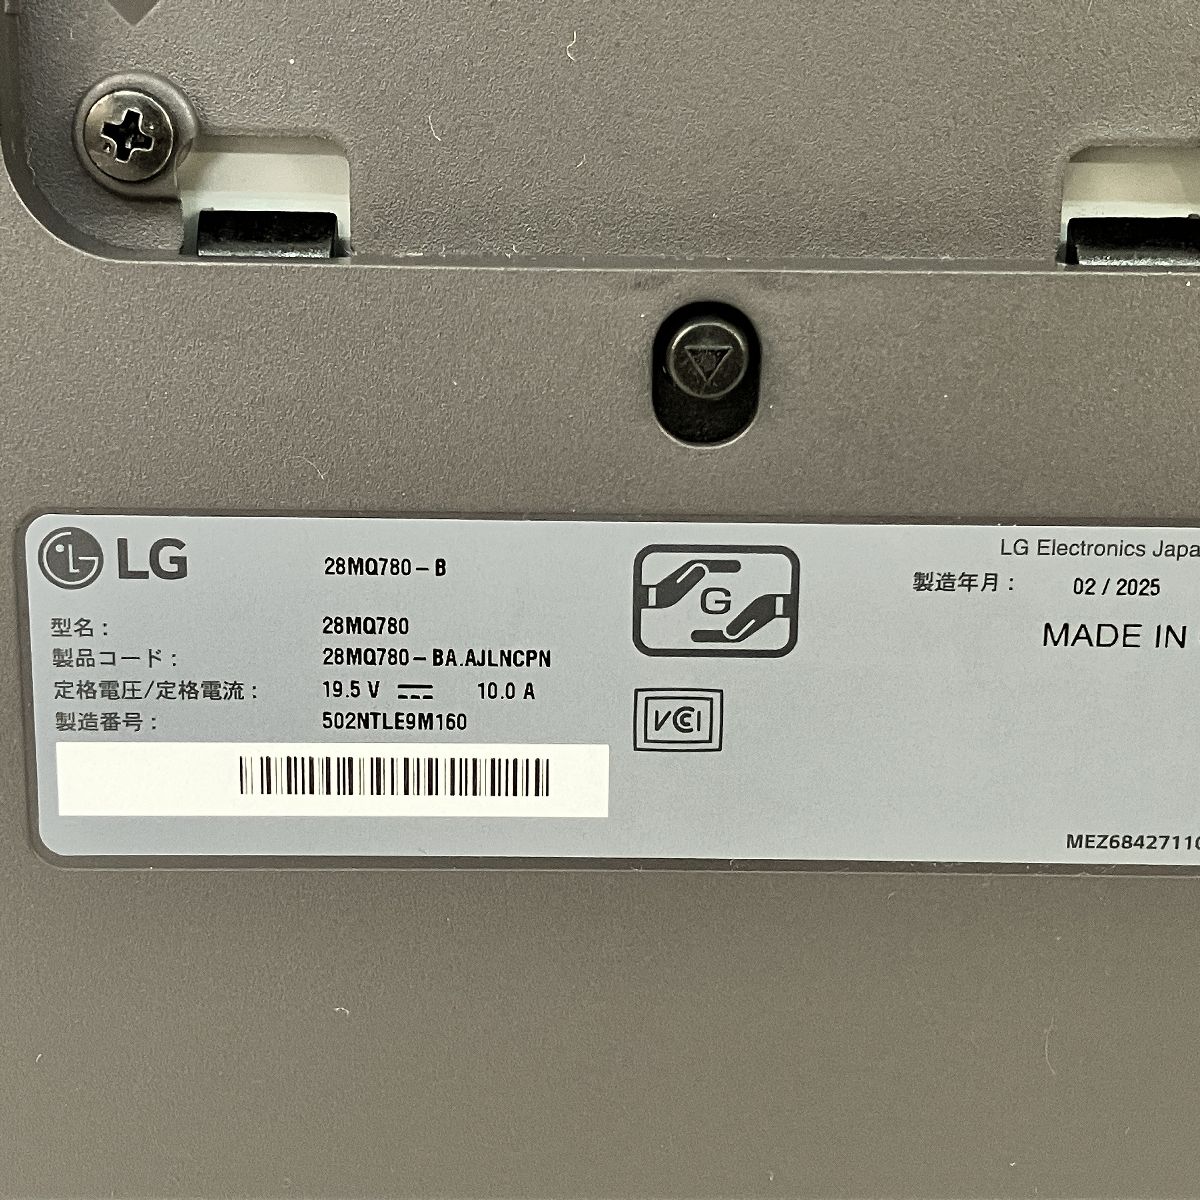 LG
28MQ780-B
型名: 28MQ780
製品コード: 28MQ780-BA.AJLNCPN
定格電圧/定格電流: 19.5 V 10.0 A
製造番号: 502NTLE9M160
G
VCCI
LG Electronics
製造年月: 02 / 2025
MADE IN